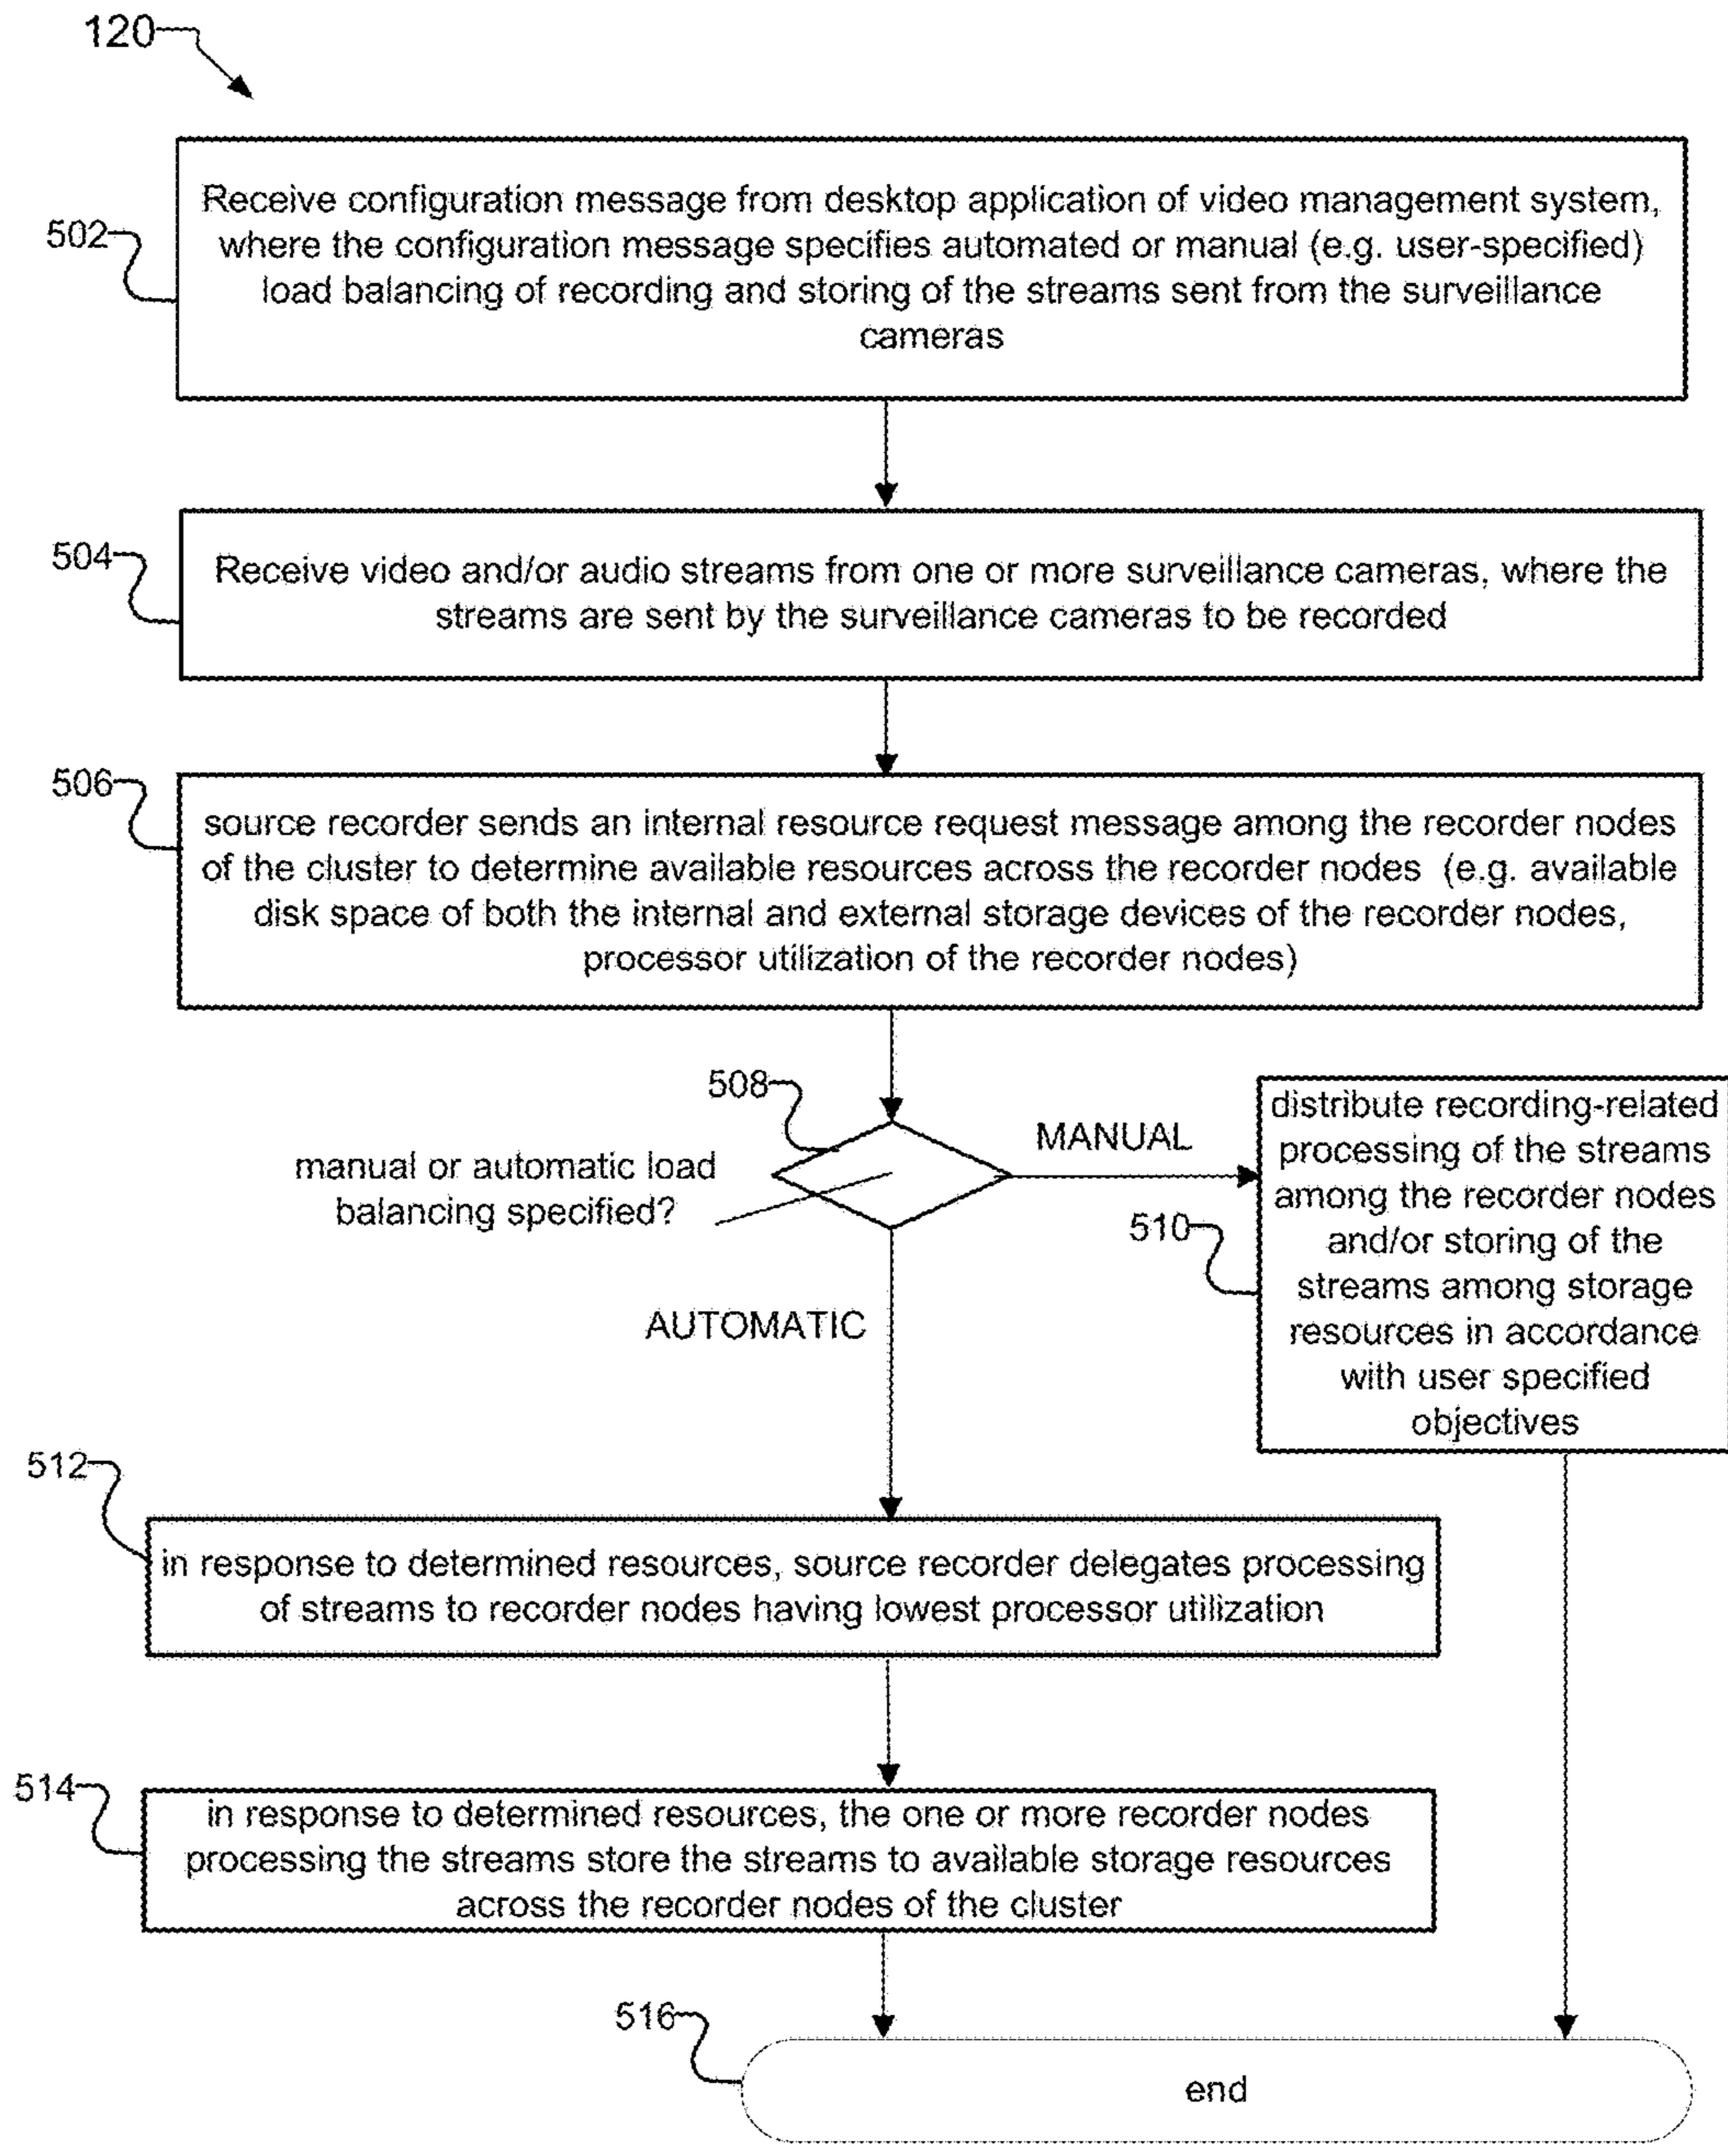 120
502
Receive configuration message from desktop application of video management system,
where the configuration message specifies automated or manual (e.g. user-specified)
load balancing of recording and storing of the streams sent from the surveillance
cameras
504
Receive video and/or audio streams from one or more surveillance cameras, where the
streams are sent by the surveillance cameras to be recorded
506
source recorder sends an internal resource request message among the recorder nodes
of the cluster to determine available resources across the recorder nodes (e.g. available
disk space of both the internal and external storage devices of the recorder nodes,
processor utilization of the recorder nodes)
508
manual or automatic load
balancing specified?
MANUAL
510
distribute recording-related
processing of the streams
among the recorder nodes
and/or storing of the
streams among storage
resources in accordance
with user specified
objectives
AUTOMATIC
512
in response to determined resources, source recorder delegates processing
of streams to recorder nodes having lowest processor utilization
514
in response to determined resources, the one or more recorder nodes
processing the streams store the streams to available storage resources
across the recorder nodes of the cluster
516
end